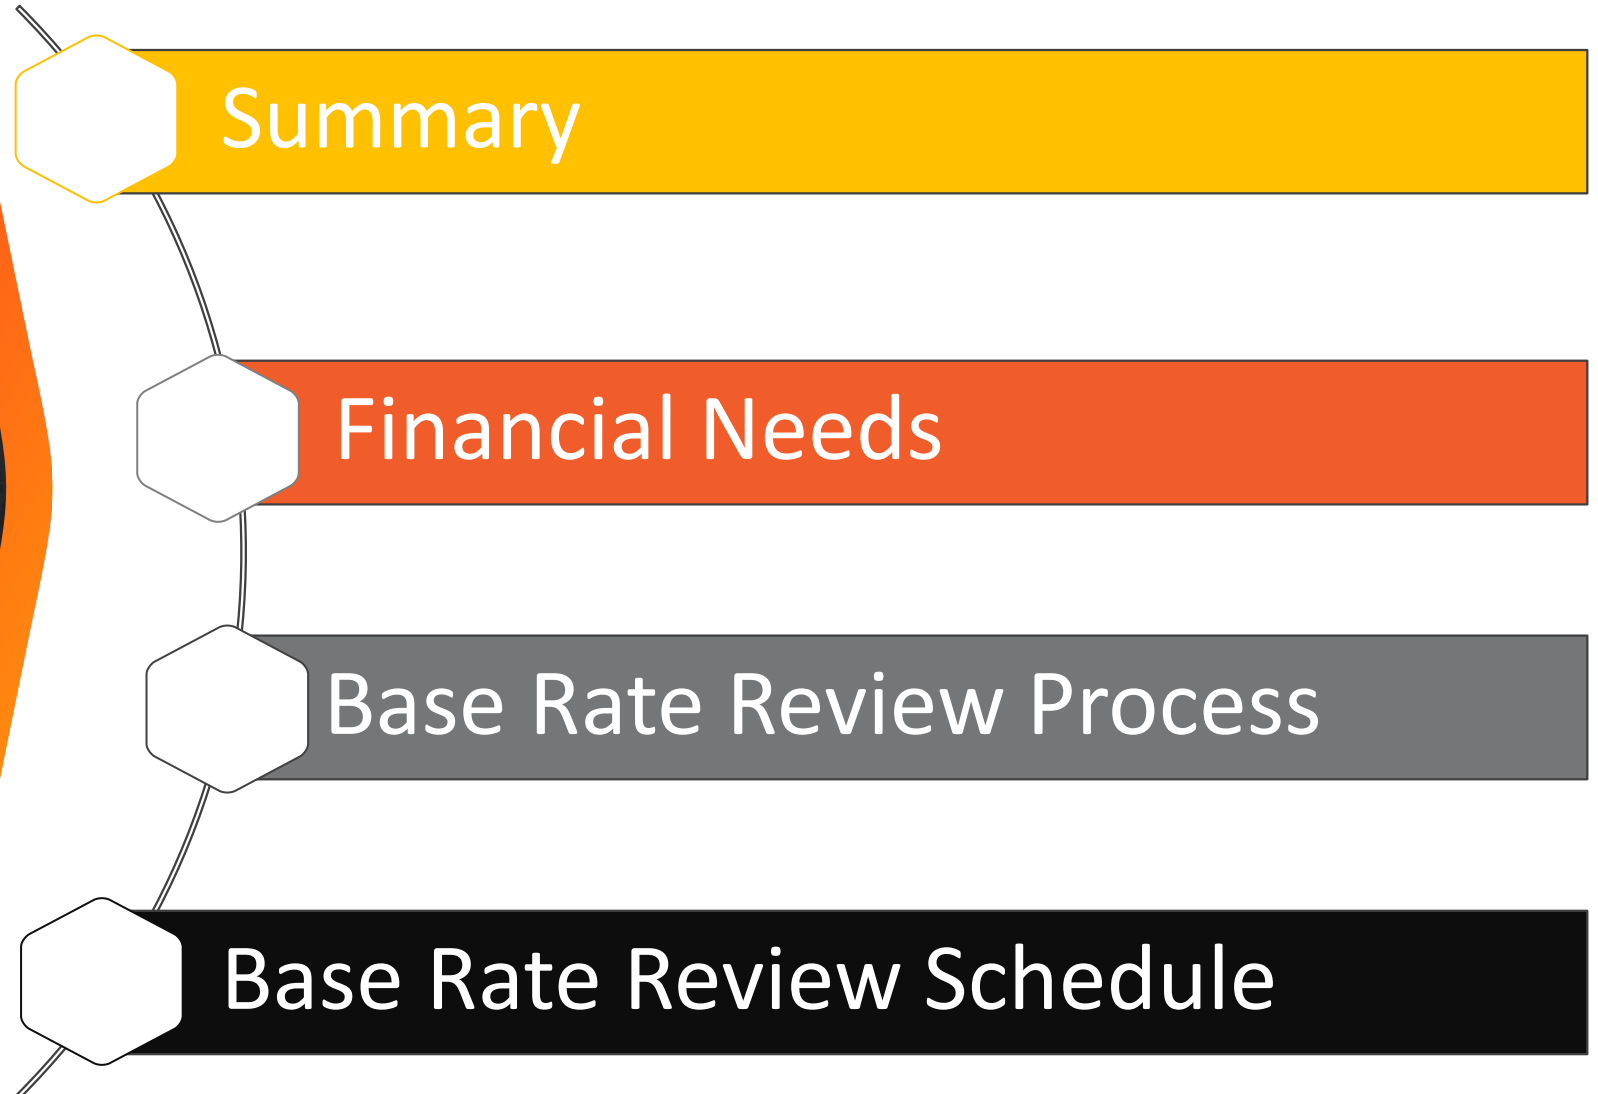 Summary
Financial Needs
Base Rate Review Process
Base Rate Review Schedule